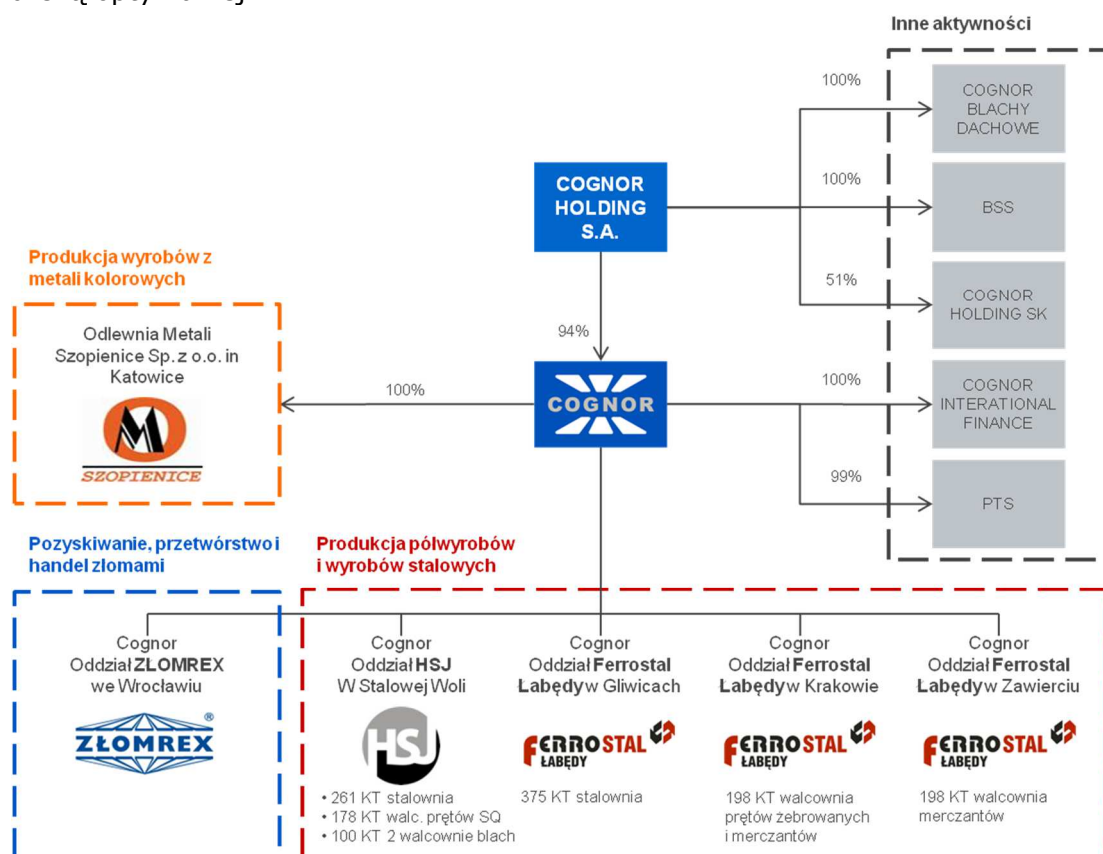 Inne aktywności
100%
COGNOR
BLACHY
DACHOWE
COGNOR
HOLDING
S.A.
100%
BSS
51%
COGNOR
HOLDING SK
Produkcja wyrobów z
metali kolorowych
Odlewnia Metali
Szopienice Sp. z o.o. in
Katowice
M
SZOPIENICE
94%
100%
COGNOR
100%
COGNOR
INTERATIONAL
FINANCE
99%
PTS
Pozyskiwanie, przetwórstwo i
handel złomami
Produkcja pólwyrobów
i wyrobów stalowych
Cognor
Oddział ZŁOMREX
we Wrocławiu
ZŁOMREX®
Cognor
Oddział HSJ
W Stalowej Woli
HSJ
• 261 KT stalownia
• 178 KT walc. prętów SQ
• 100 KT 2 walcownie blach
Cognor
Oddział Ferrostal
Łabędy w Gliwicach
FERROSTAL
ŁABĘDY
375 KT stalownia
Cognor
Oddział Ferrostal
Łabędy w Krakowie
FERROSTAL
ŁABĘDY
198 KT walcownia
prętów żebrowanych
i merczantów
Cognor
Oddział Ferrostal
Łabędy w Zawierciu
FERROSTAL
ŁABĘDY
198 KT walcownia
merczantów